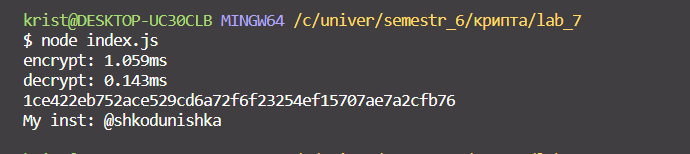 krist@DESKTOP-UC30CLB MINGW64 /c/univer/semestr_6/крипта/lab_7
$ node index.js
encrypt: 1.059ms
decrypt: 0.143ms
1ce422eb752ace529cd6a72f6f23254ef15707ae7a2cfb76
My inst: @shkodunishka